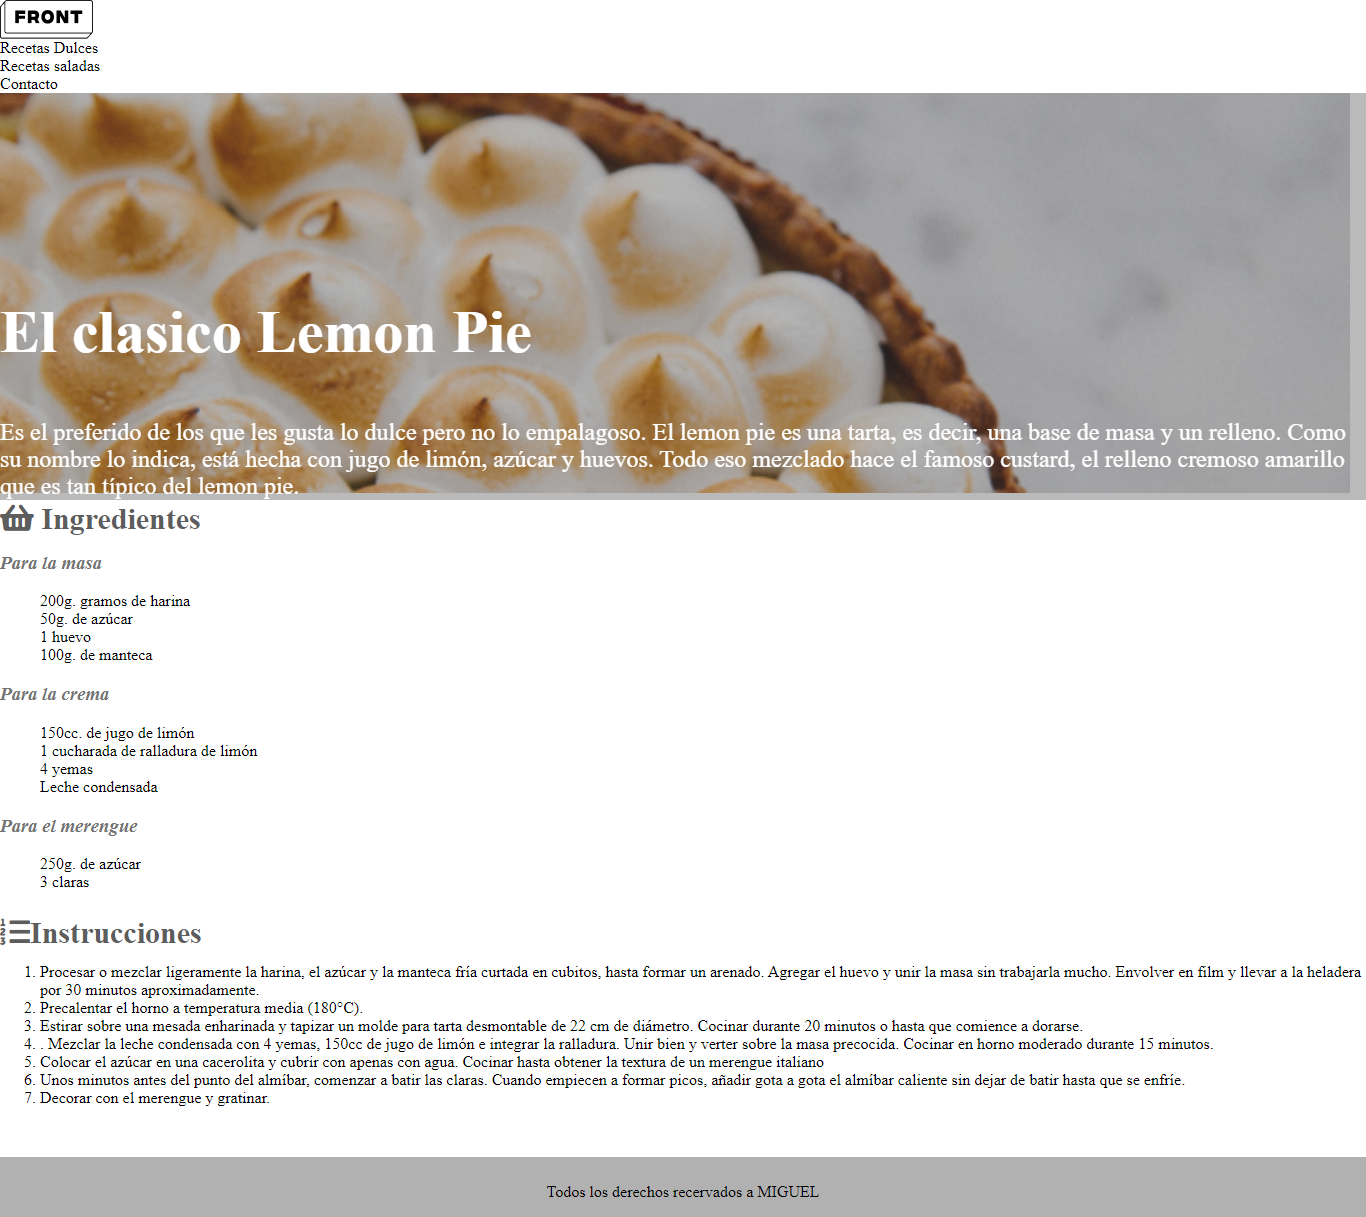 FRONT
Recetas Dulces
Recetas saladas
Contacto
El clasico Lemon Pie
Es el preferido de los que les gusta lo dulce pero no lo empalagoso. El lemon pie es una tarta, es decir, una base de masa y un relleno. Como
su nombre lo indica, está hecha con jugo de limón, azúcar y huevos. Todo eso mezclado hace el famoso custard, el relleno cremoso amarillo
que es tan típico del lemon pie.
Ingredientes
Para la masa
200g. gramos de harina
50g. de azúcar
1 huevo
100g. de manteca
Para la crema
150cc. de jugo de limón
1 cucharada de ralladura de limón
4 yemas
Leche condensada
Para el merengue
250g. de azúcar
3 claras
Instrucciones
1. Procesar o mezclar ligeramente la harina, el azúcar y la manteca fría curtada en cubitos, hasta formar un arenado. Agregar el huevo y unir la masa sin trabajarla mucho. Envolver en film y llevar a la heladera
por 30 minutos aproximadamente.
2. Precalentar el horno a temperatura media (180°C).
3. Estirar sobre una mesada enharinada y tapizar un molde para tarta desmontable de 22 cm de diámetro. Cocinar durante 20 minutos o hasta que comience a dorarse.
4. . Mezclar la leche condensada con 4 yemas, 150cc de jugo de limón e integrar la ralladura. Unir bien y verter sobre la masa precocida. Cocinar en horno moderado durante 15 minutos.
5. Colocar el azúcar en una cacerolita y cubrir con apenas con agua. Cocinar hasta obtener la textura de un merengue italiano
6. Unos minutos antes del punto del almíbar, comenzar a batir las claras. Cuando empiecen a formar picos, añadir gota a gota el almíbar caliente sin dejar de batir hasta que se enfríe.
7. Decorar con el merengue y gratinar.
Todos los derechos recervados a MIGUEL